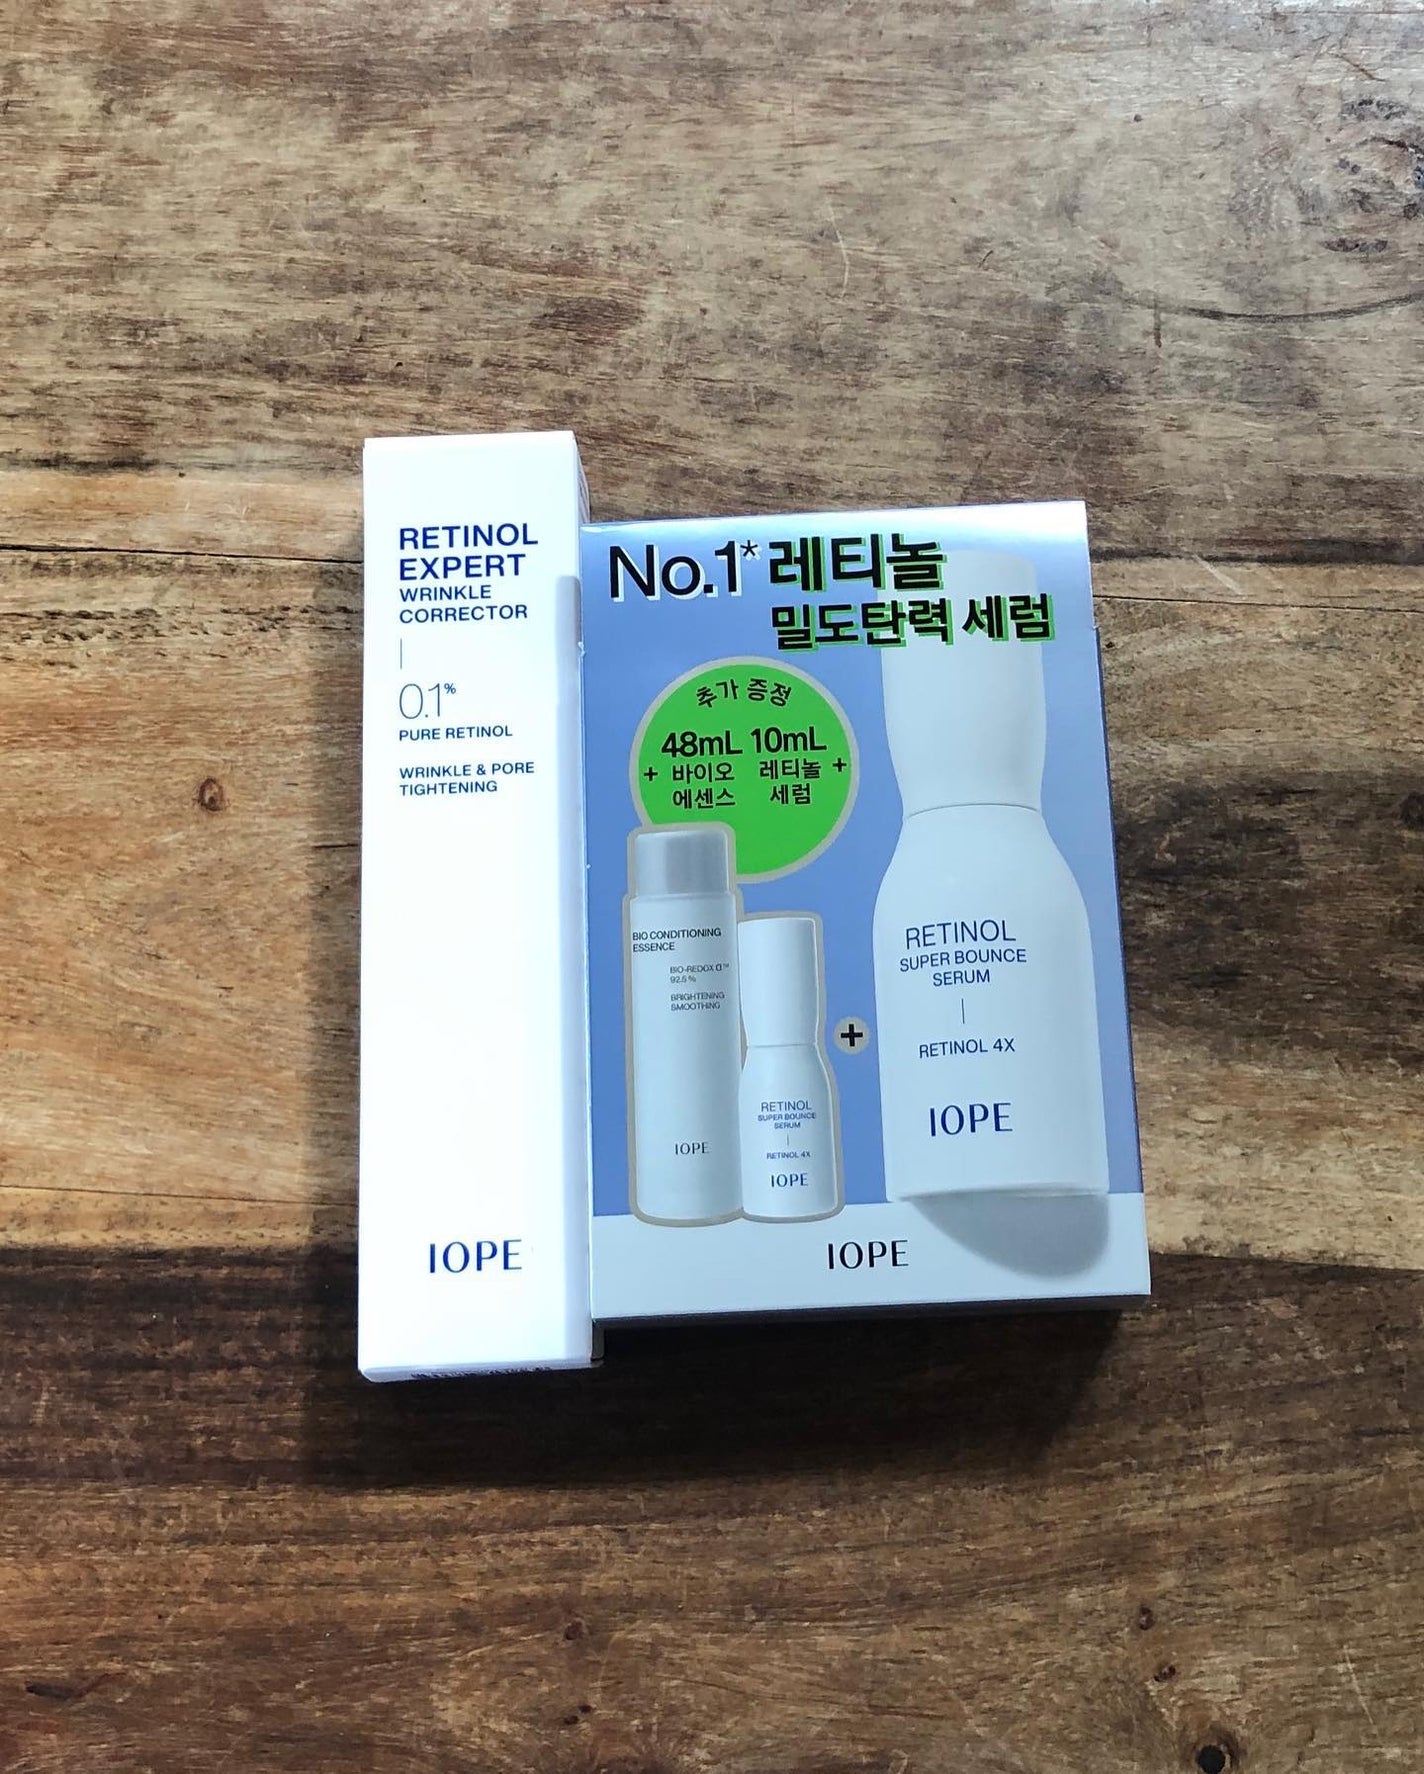 RETINOL
EXPERT
WRINKLE
CORRECTOR
0.1%
PURE RETINOL
WRINKLE & PORE
TIGHTENING
IOPE
No.1* 레티놀
밀도탄력 세럼
추가 증정
48mL 10mL
+ 바이오 레티놀 +
에센스 세럼
BIO CONDITIONING
ESSENCE
BIO-REDOX α™
92.5%
BRIGHTENING
SMOOTHING
IOPE
RETINOL
SUPER BOUNCE
SERUM
RETINOL 4X
IOPE
+
RETINOL
SUPER BOUNCE
SERUM
RETINOL 4X
IOPE
IOPE